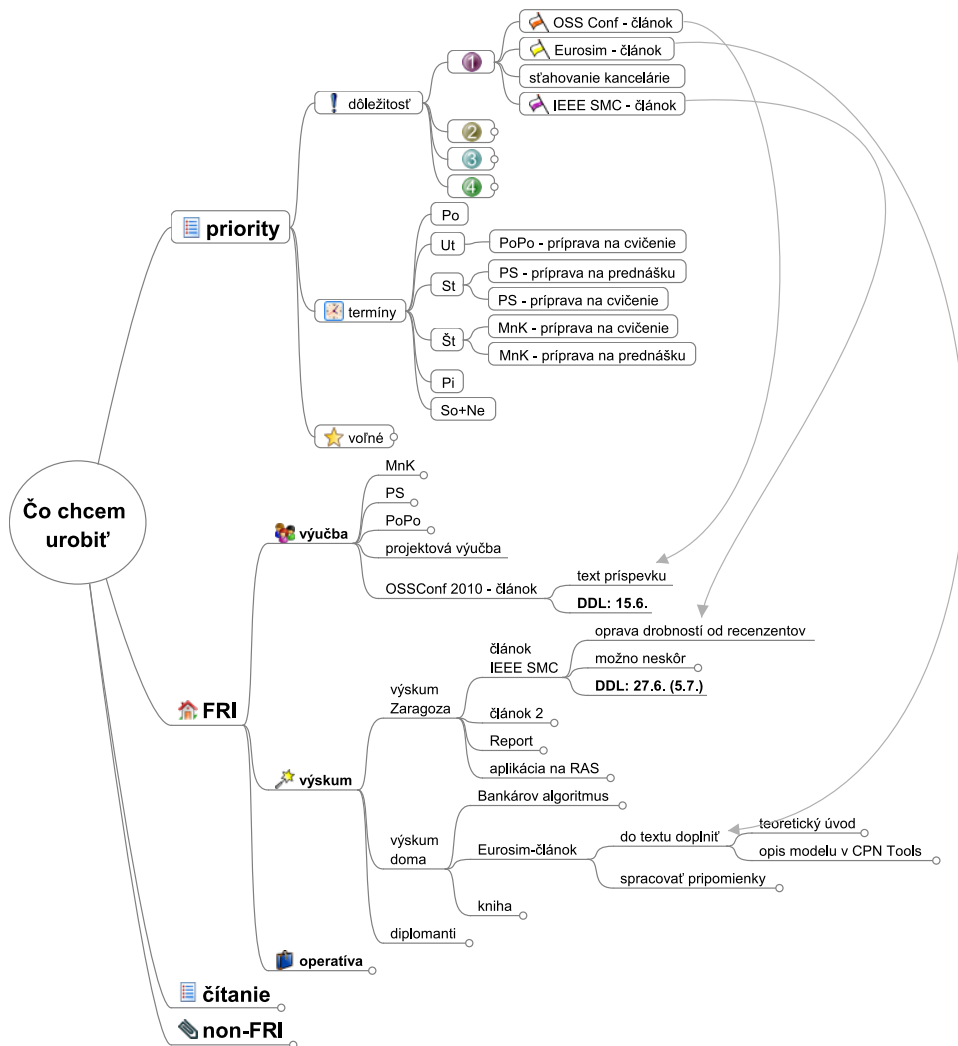 Čo chcem
urobiť
priority
dôležitosť
1
OSS Conf - článok
Eurosim - článok
sťahovanie kancelárie
IEEE SMC - článok
2
3
4
termíny
Po
Ut
PoPo - príprava na cvičenie
St
PS - príprava na prednášku
PS - príprava na cvičenie
Št
MnK - príprava na cvičenie
MnK - príprava na prednášku
Pi
So+Ne
voľné
FRI
výučba
MnK
PS
PoPo
projektová výučba
OSSConf 2010 - článok
text príspevku
DDL: 15.6.
výskum
výskum
Zaragoza
článok
IEEE SMC
oprava drobností od recenzentov
možno neskôr
DDL: 27.6. (5.7.)
článok 2
Report
aplikácia na RAS
výskum
doma
Bankárov algoritmus
Eurosim-článok
do textu doplniť
teoretický úvod
opis modelu v CPN Tools
spracovať pripomienky
kniha
diplomanti
operatíva
čítanie
non-FRI